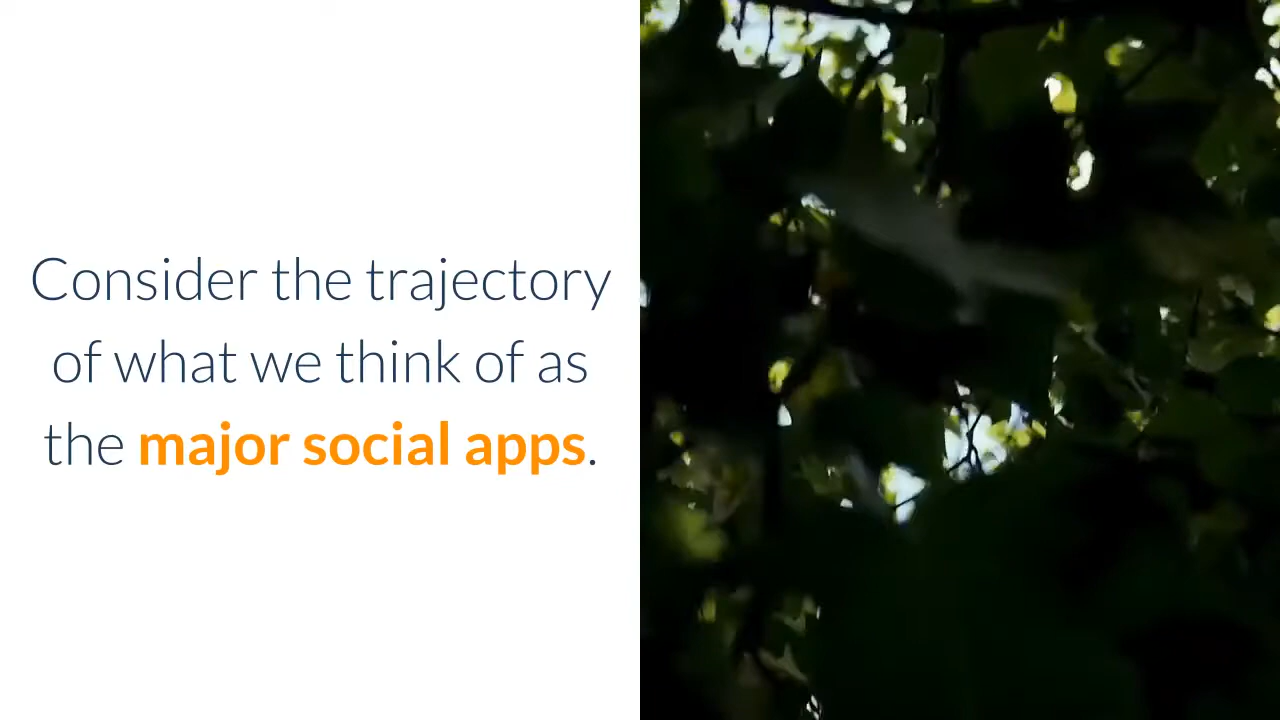 Consider the trajectory
of what we think of as
the major social apps.